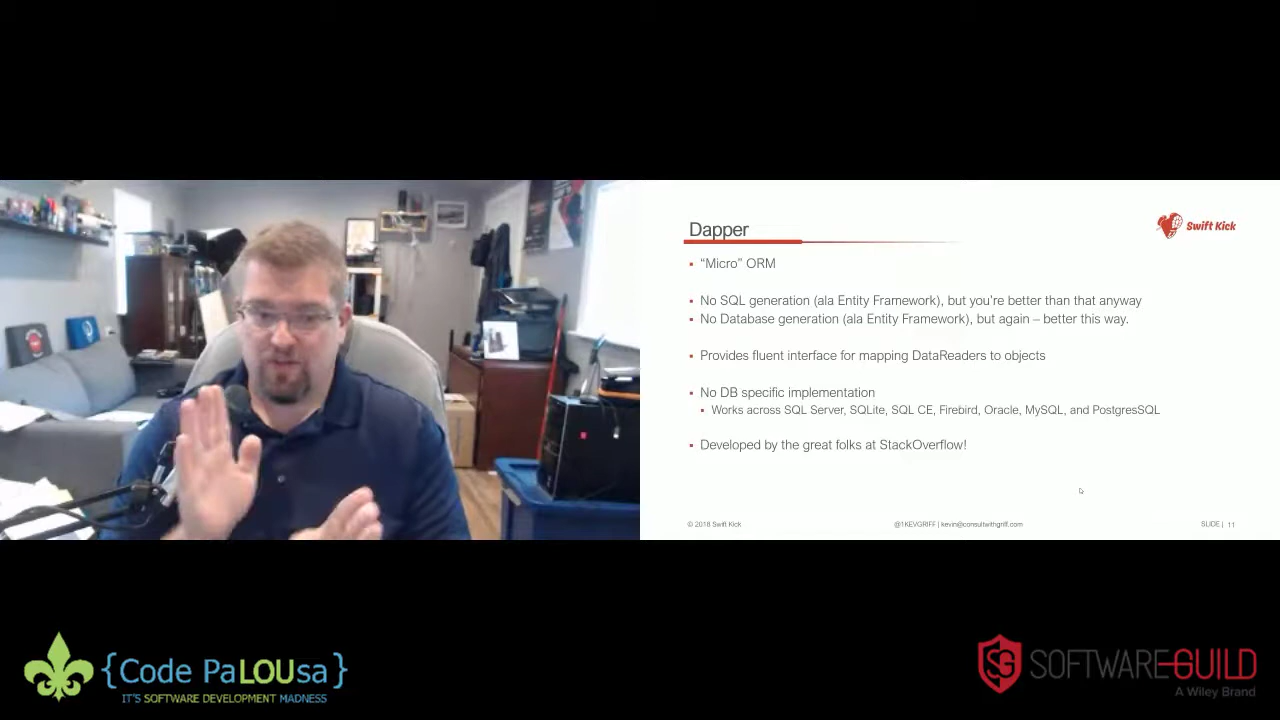 Dapper
Swift Kick
"Micro" ORM
No SQL generation (ala Entity Framework), but you're better than that anyway
No Database generation (ala Entity Framework), but again – better this way.
Provides fluent interface for mapping DataReaders to objects
No DB specific implementation
Works across SQL Server, SQLite, SQL CE, Firebird, Oracle, MySQL, and PostgresSQL
Developed by the great folks at StackOverflow!
© 2018 Swift Kick
@1KEVGRIFF | kevin@consultwithgriff.com
SLIDE | 11
{Code PaLOUsa}
IT'S SOFTWARE DEVELOPMENT MADNESS
SG SOFTWARE GUILD
A Wiley Brand